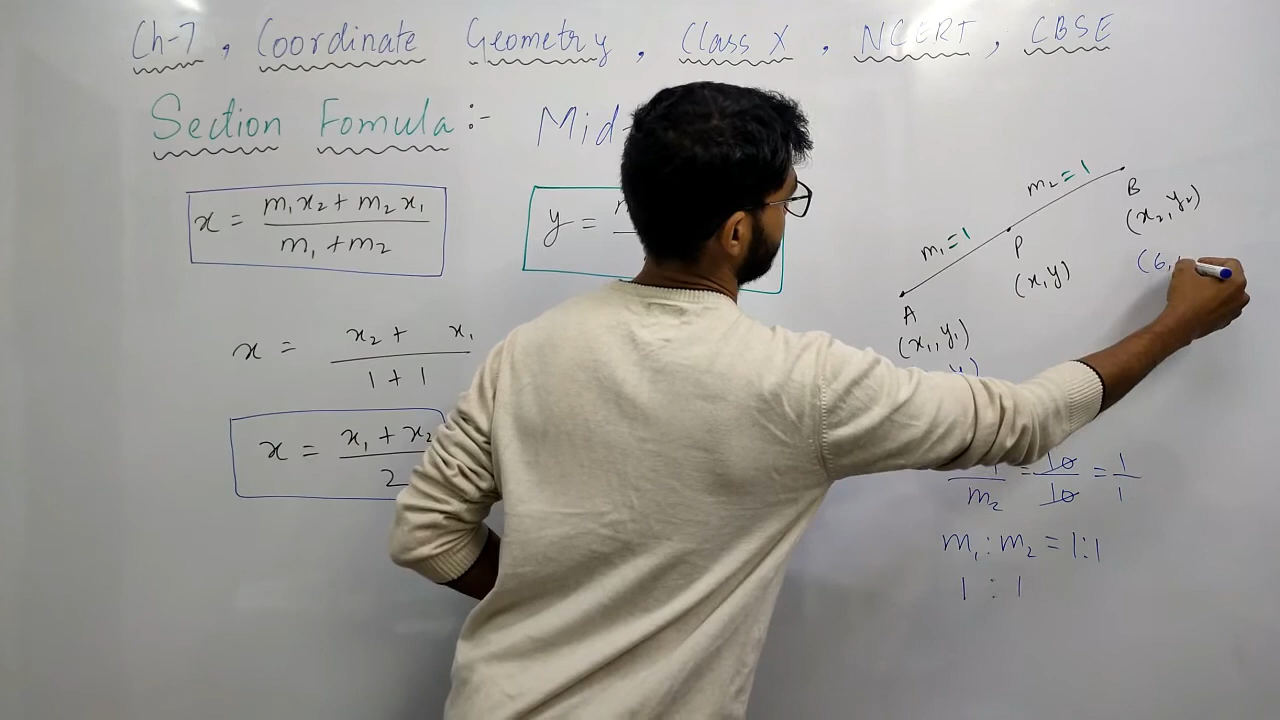 Ch-7, Coordinate Geometry, Class X, NCERT, CBSE
Section Fomula :- Mid-
x = (m₁x₂ + m₂x₁)/(m₁ + m₂)
y =
m₁=1
m₂=1
B
(x₂, y₂)
(6,
P
(x, y)
A
(x₁, y₁)
x = (x₂ + x₁)/(1 + 1)
x = (x₁ + x₂)/2
/m₂ = 10/10 = 1/1
m₁ : m₂ = 1:1
1 : 1